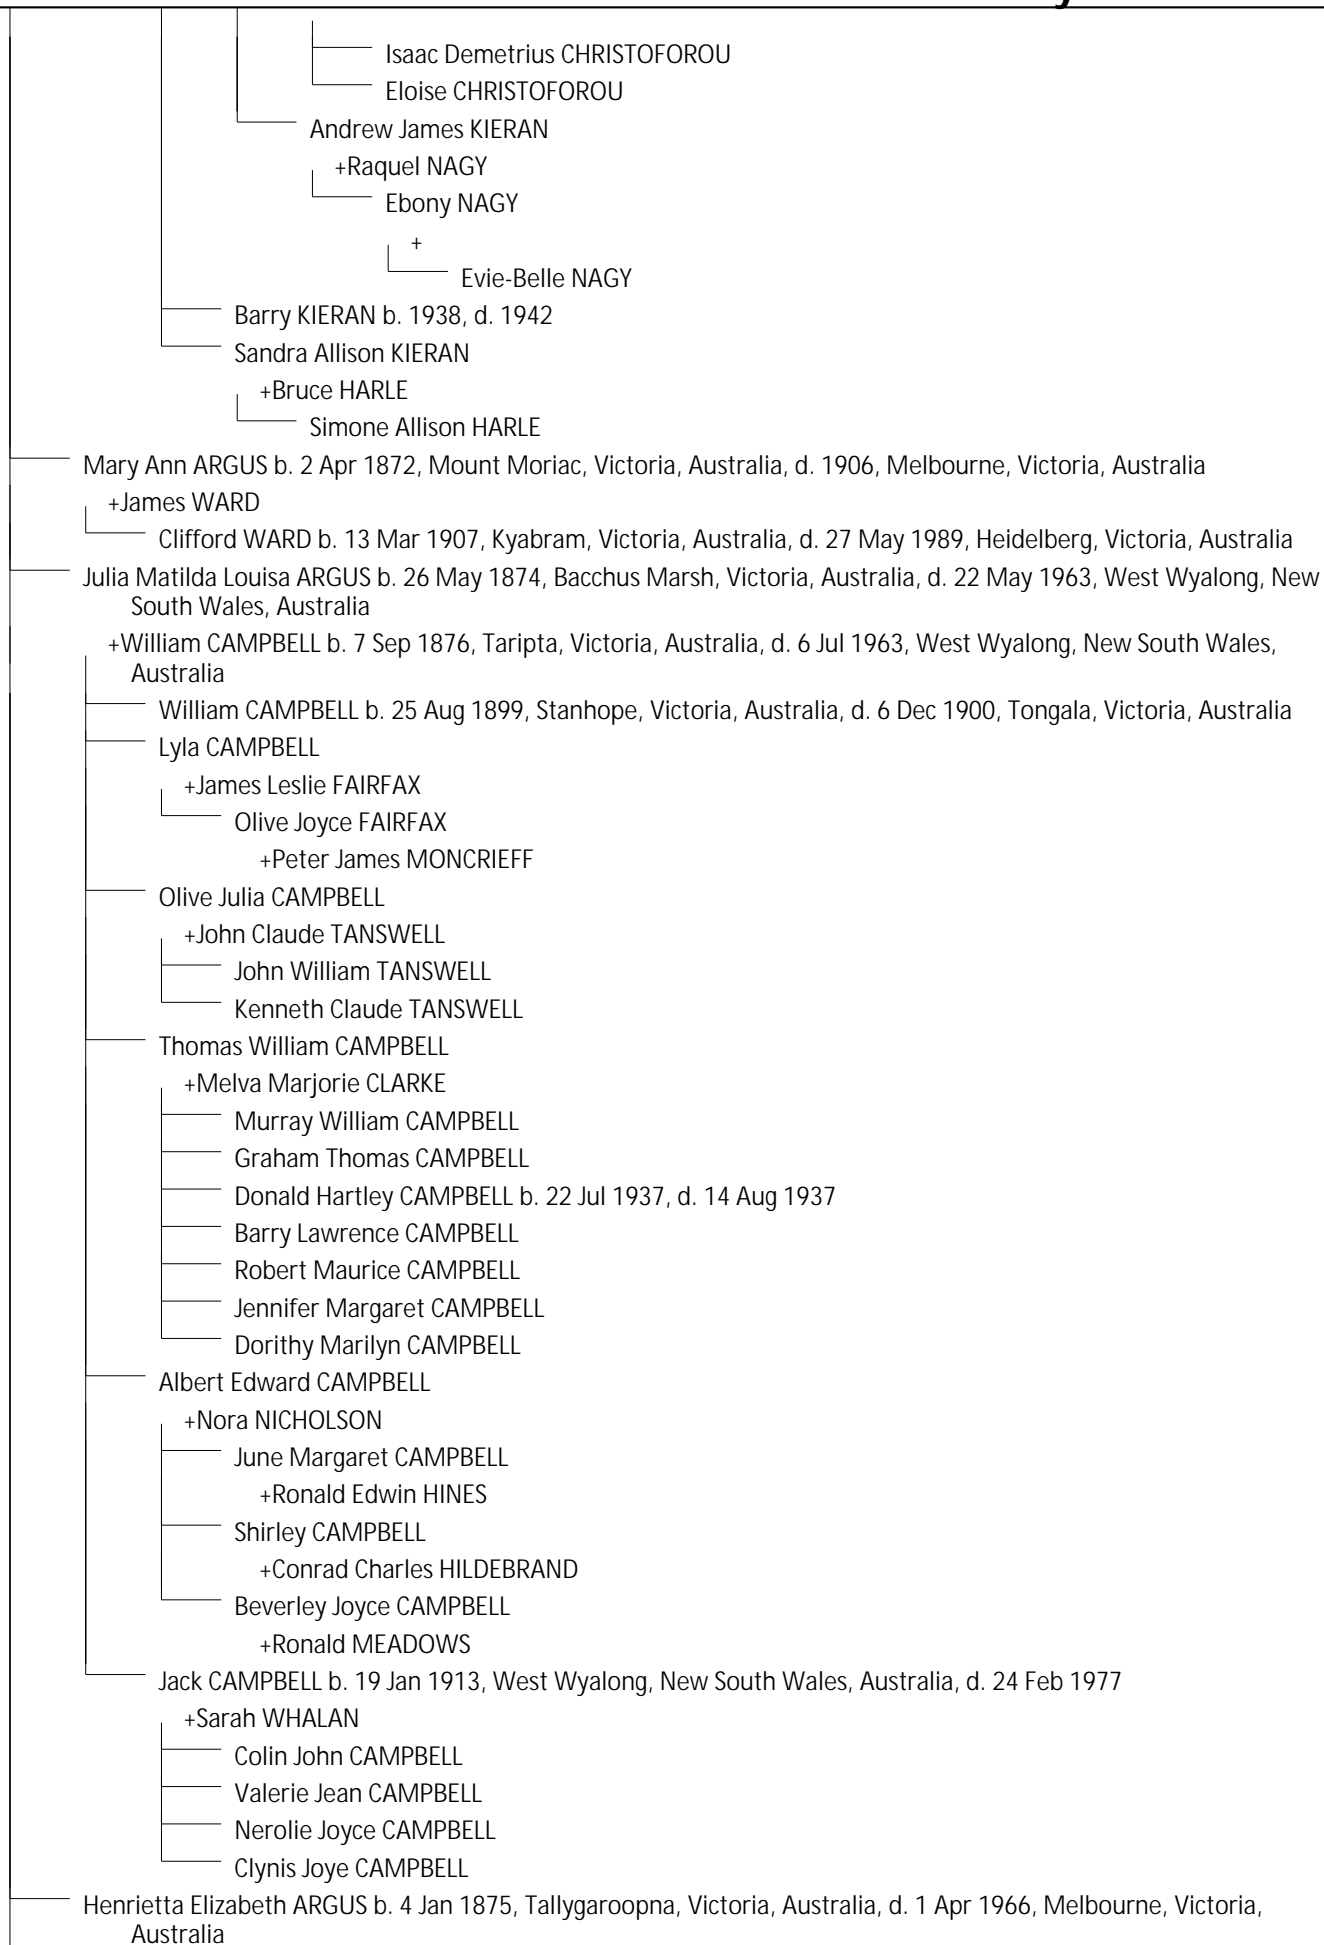 Isaac Demetrius CHRISTOFOROU
Eloise CHRISTOFOROU
Andrew James KIERAN
+Raquel NAGY
Ebony NAGY
+
Evie-Belle NAGY
Barry KIERAN b. 1938, d. 1942
Sandra Allison KIERAN
+Bruce HARLE
Simone Allison HARLE
Mary Ann ARGUS b. 2 Apr 1872, Mount Moriac, Victoria, Australia, d. 1906, Melbourne, Victoria, Australia
+James WARD
Clifford WARD b. 13 Mar 1907, Kyabram, Victoria, Australia, d. 27 May 1989, Heidelberg, Victoria, Australia
Julia Matilda Louisa ARGUS b. 26 May 1874, Bacchus Marsh, Victoria, Australia, d. 22 May 1963, West Wyalong, New
South Wales, Australia
+William CAMPBELL b. 7 Sep 1876, Taripta, Victoria, Australia, d. 6 Jul 1963, West Wyalong, New South Wales,
Australia
William CAMPBELL b. 25 Aug 1899, Stanhope, Victoria, Australia, d. 6 Dec 1900, Tongala, Victoria, Australia
Lyla CAMPBELL
+James Leslie FAIRFAX
Olive Joyce FAIRFAX
+Peter James MONCRIEFF
Olive Julia CAMPBELL
+John Claude TANSWELL
John William TANSWELL
Kenneth Claude TANSWELL
Thomas William CAMPBELL
+Melva Marjorie CLARKE
Murray William CAMPBELL
Graham Thomas CAMPBELL
Donald Hartley CAMPBELL b. 22 Jul 1937, d. 14 Aug 1937
Barry Lawrence CAMPBELL
Robert Maurice CAMPBELL
Jennifer Margaret CAMPBELL
Dorithy Marilyn CAMPBELL
Albert Edward CAMPBELL
+Nora NICHOLSON
June Margaret CAMPBELL
+Ronald Edwin HINES
Shirley CAMPBELL
+Conrad Charles HILDEBRAND
Beverley Joyce CAMPBELL
+Ronald MEADOWS
Jack CAMPBELL b. 19 Jan 1913, West Wyalong, New South Wales, Australia, d. 24 Feb 1977
+Sarah WHALAN
Colin John CAMPBELL
Valerie Jean CAMPBELL
Nerolie Joyce CAMPBELL
Clynis Joye CAMPBELL
Henrietta Elizabeth ARGUS b. 4 Jan 1875, Tallygaroopna, Victoria, Australia, d. 1 Apr 1966, Melbourne, Victoria,
Australia